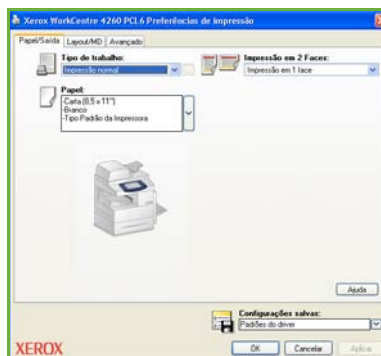 Xerox WorkCentre 4260 PCL6 Preferências de impressão
Papel/Saída Layout/MD Avançado
Tipo de trabalho:
Impressão normal
Impressão em 2 Faces:
Impressão em 1 face
Papel:
-Carta (8,5 x 11")
-Branco
-Tipo Padrão da Impressora
Ajuda
Configurações salvas:
Padrões do driver
XEROX
OK Cancelar Aplicar